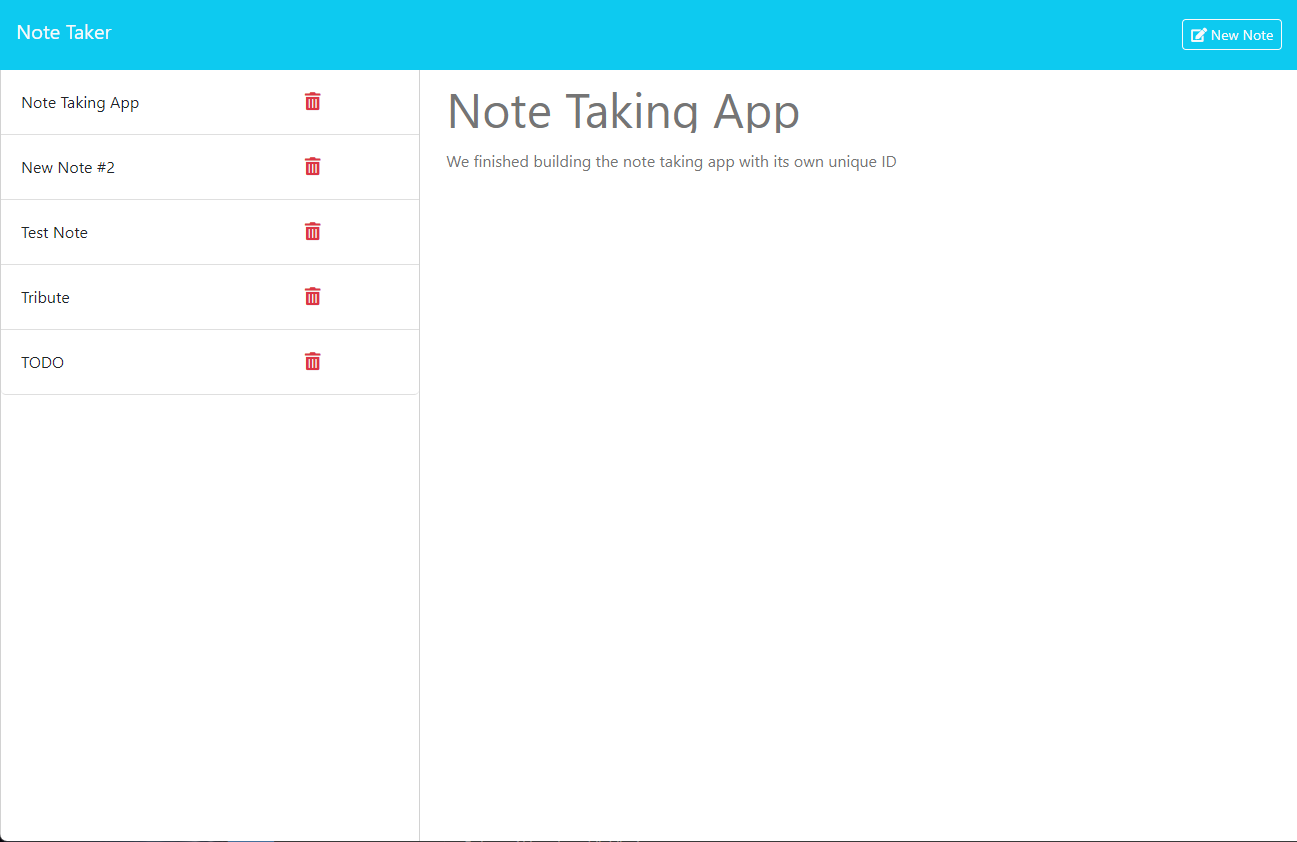 Note Taker
New Note
Note Taking App
New Note #2
Test Note
Tribute
TODO
Note Taking App
We finished building the note taking app with its own unique ID